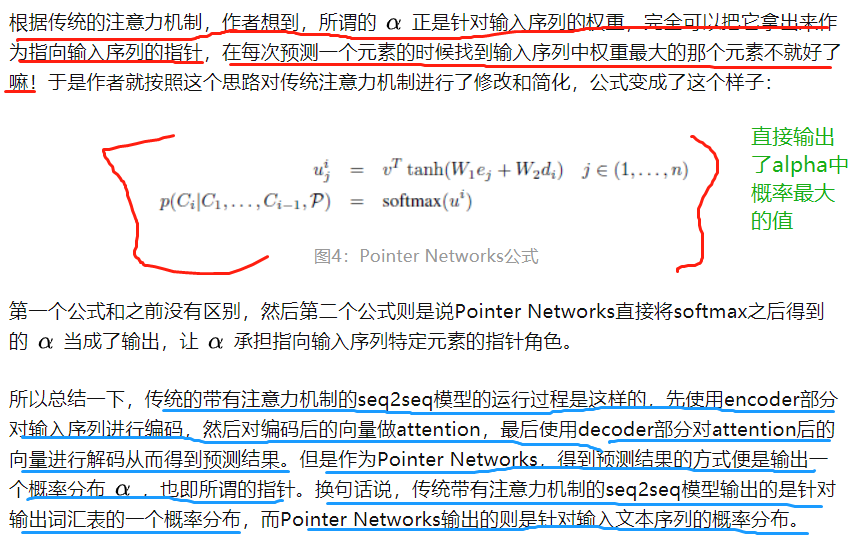 根据传统的注意力机制，作者想到，所谓的 α 正是针对输入序列的权重，完全可以把它拿出来作
为指向输入序列的指针，在每次预测一个元素的时候找到输入序列中权重最大的那个元素不就好了
嘛！于是作者就按照这个思路对传统注意力机制进行了修改和简化，公式变成了这个样子：
u^i_j = v^T tanh(W_1e_j + W_2d_i) j ∈ (1, . . . , n)
p(C_i|C_1, . . . , C_{i−1}, P) = softmax(u^i)
直接输出
了alpha中
概率最大
的值
图4：Pointer Networks公式
第一个公式和之前没有区别，然后第二个公式则是说Pointer Networks直接将softmax之后得到
的 α 当成了输出，让 α 承担指向输入序列特定元素的指针角色。
所以总结一下，传统的带有注意力机制的seq2seq模型的运行过程是这样的，先使用encoder部分
对输入序列进行编码，然后对编码后的向量做attention，最后使用decoder部分对attention后的
向量进行解码从而得到预测结果。但是作为Pointer Networks，得到预测结果的方式便是输出一
个概率分布 α ，也即所谓的指针。换句话说，传统带有注意力机制的seq2seq模型输出的是针对
输出词汇表的一个概率分布，而Pointer Networks输出的则是针对输入文本序列的概率分布。